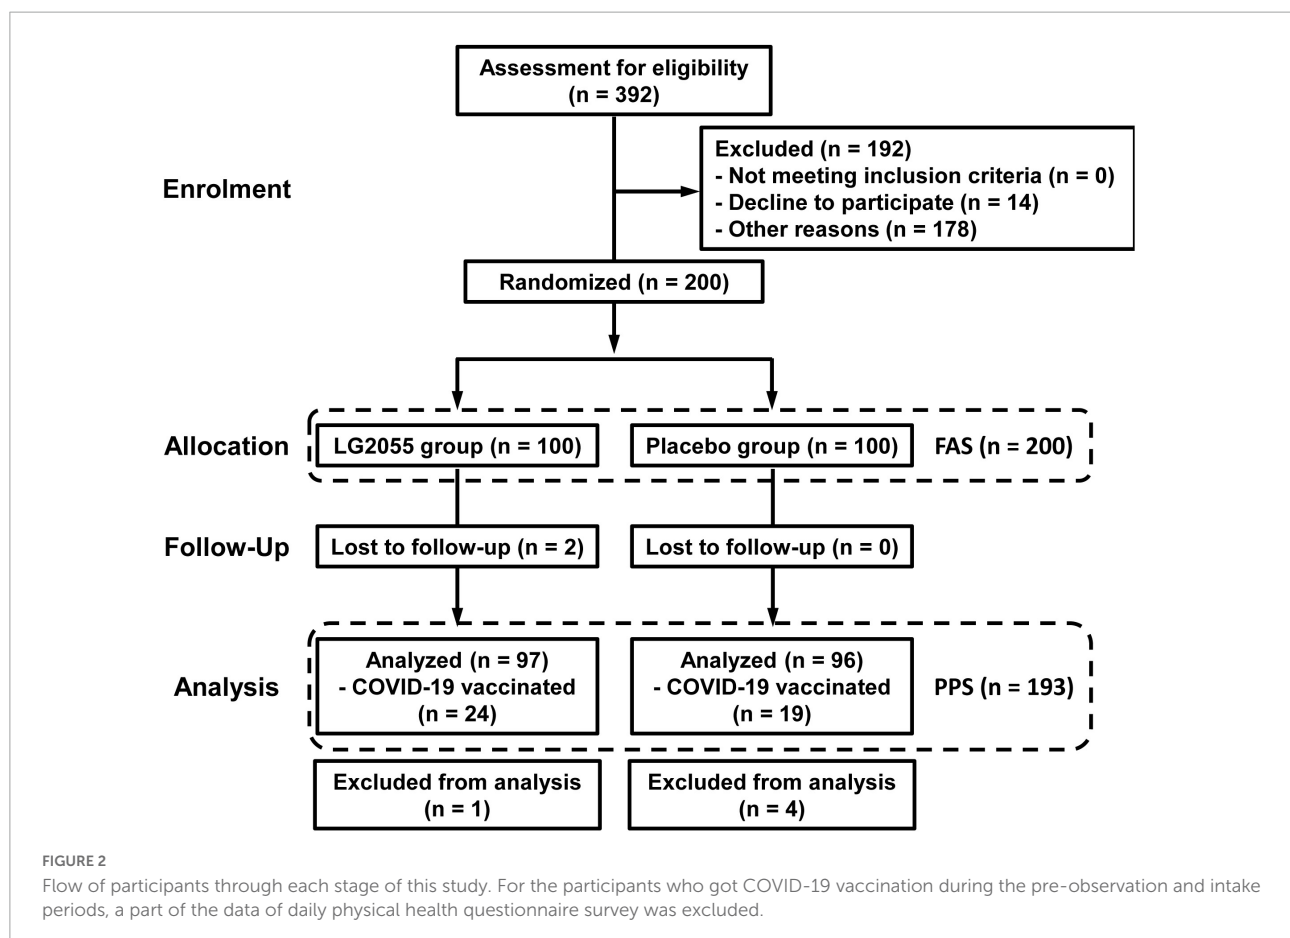 Assessment for eligibility
(n = 392)
Enrolment
Excluded (n = 192)
- Not meeting inclusion criteria (n = 0)
- Decline to participate (n = 14)
- Other reasons (n = 178)
Randomized (n = 200)
Allocation
LG2055 group (n = 100)
Placebo group (n = 100)
FAS (n = 200)
Follow-Up
Lost to follow-up (n = 2)
Lost to follow-up (n = 0)
Analysis
Analyzed (n = 97)
- COVID-19 vaccinated
(n = 24)
Analyzed (n = 96)
- COVID-19 vaccinated
(n = 19)
PPS (n = 193)
Excluded from analysis
(n = 1)
Excluded from analysis
(n = 4)
FIGURE 2
Flow of participants through each stage of this study. For the participants who got COVID-19 vaccination during the pre-observation and intake
periods, a part of the data of daily physical health questionnaire survey was excluded.